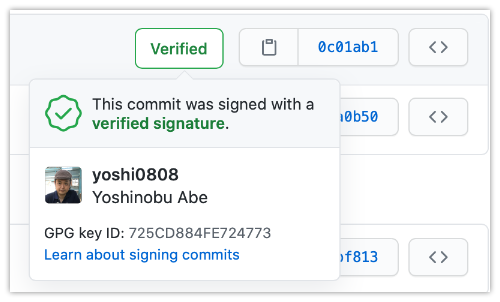 Verified
0c01ab1
This commit was signed with a
verified signature.
a0b50
yoshi0808
Yoshinobu Abe
GPG key ID: 725CD884FE724773
Learn about signing commits
bf813